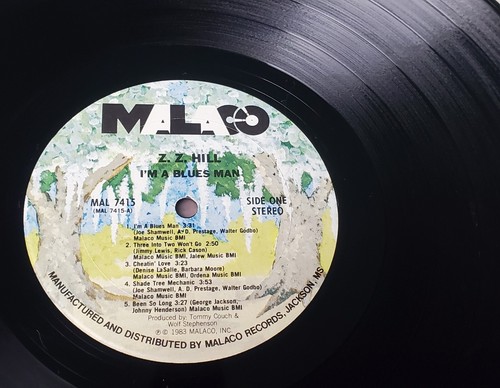 MALACO
Z. Z. HILL
I'M A BLUES MAN
MAL 7415
(MAL 7415-A)
SIDE ONE
STEREO
1. I'm A Blues Man 3:31
(Joe Shamwell, A.D. Prestage, Walter Godbo)
Malaco Music BMI
2. Three Into Two Won't Go 2:50
(Jimmy Lewis, Rick Cason)
Malaco Music BMI, Jalew Music BMI
3. Cheatin' Love 3:23
(Denise LaSalle, Barbara Moore)
Malaco Music BMI, Ordena Music BMI
4. Shade Tree Mechanic 3:53
(Joe Shamwell, A. D. Prestage, Walter Godbo)
Malaco Music BMI
5. Been So Long 3:27 (George Jackson,
Johnny Henderson) Malaco Music BMI
Produced by: Tommy Couch &
Wolf Stephenson
℗ © 1983 MALACO, INC.
MANUFACTURED AND DISTRIBUTED BY MALACO RECORDS, JACKSON, MS